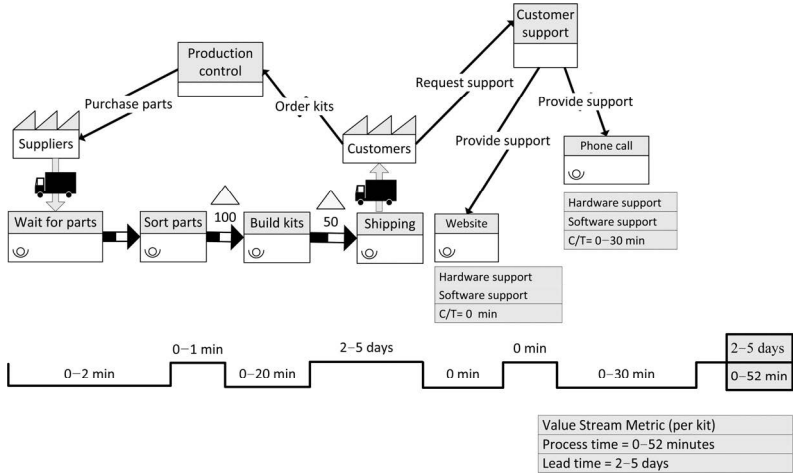 Customer
support
Production
control
Request support
Purchase parts
Order kits
Provide support
Provide support
Suppliers
Customers
Phone call
Hardware support
Software support
C/T= 0–30 min
100
50
Wait for parts
Sort parts
Build kits
Shipping
Website
Hardware support
Software support
C/T= 0 min
0–1 min
2–5 days
0 min
2–5 days
0–2 min
0–20 min
0 min
0–30 min
0–52 min
Value Stream Metric (per kit)
Process time = 0–52 minutes
Lead time = 2–5 days